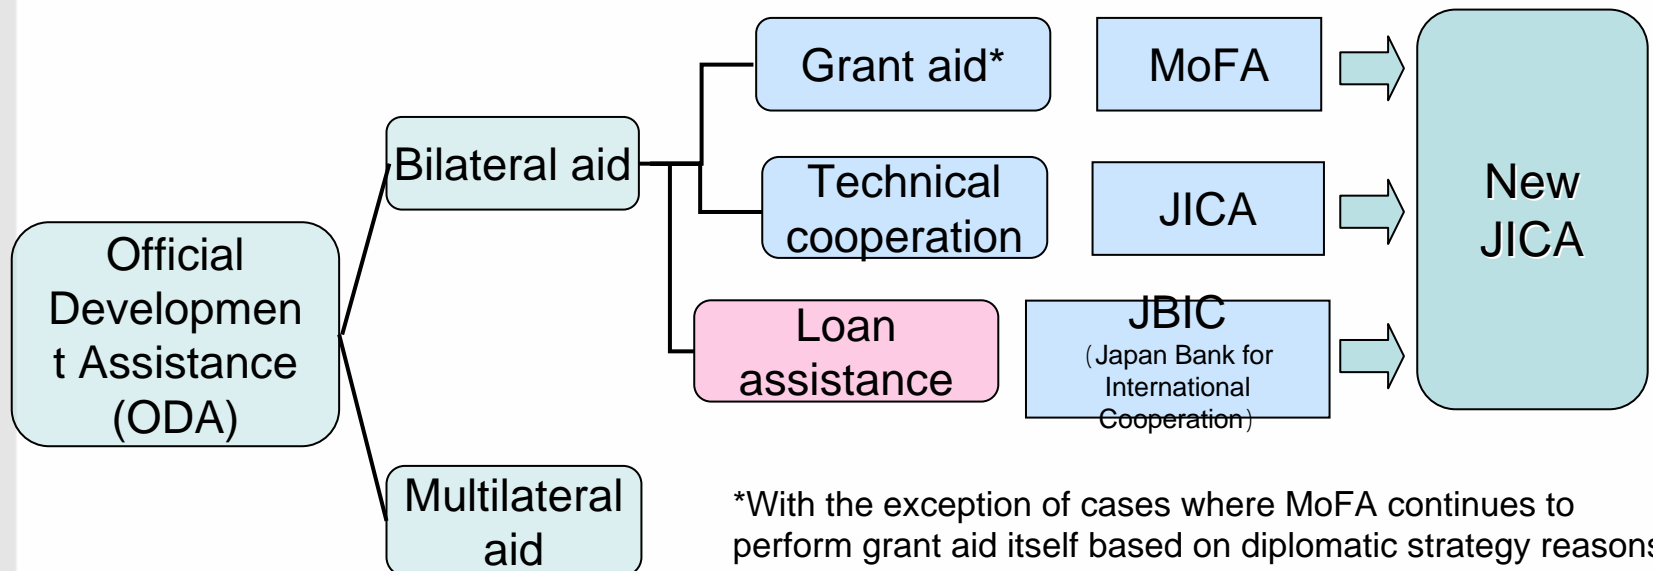 Grant aid*
MoFA
Bilateral aid
Technical
cooperation
JICA
New
JICA
Official
Developmen
t Assistance
(ODA)
Loan
assistance
JBIC
(Japan Bank for
International
Cooperation)
Multilateral
aid
*With the exception of cases where MoFA continues to
perform grant aid itself based on diplomatic strategy reasons